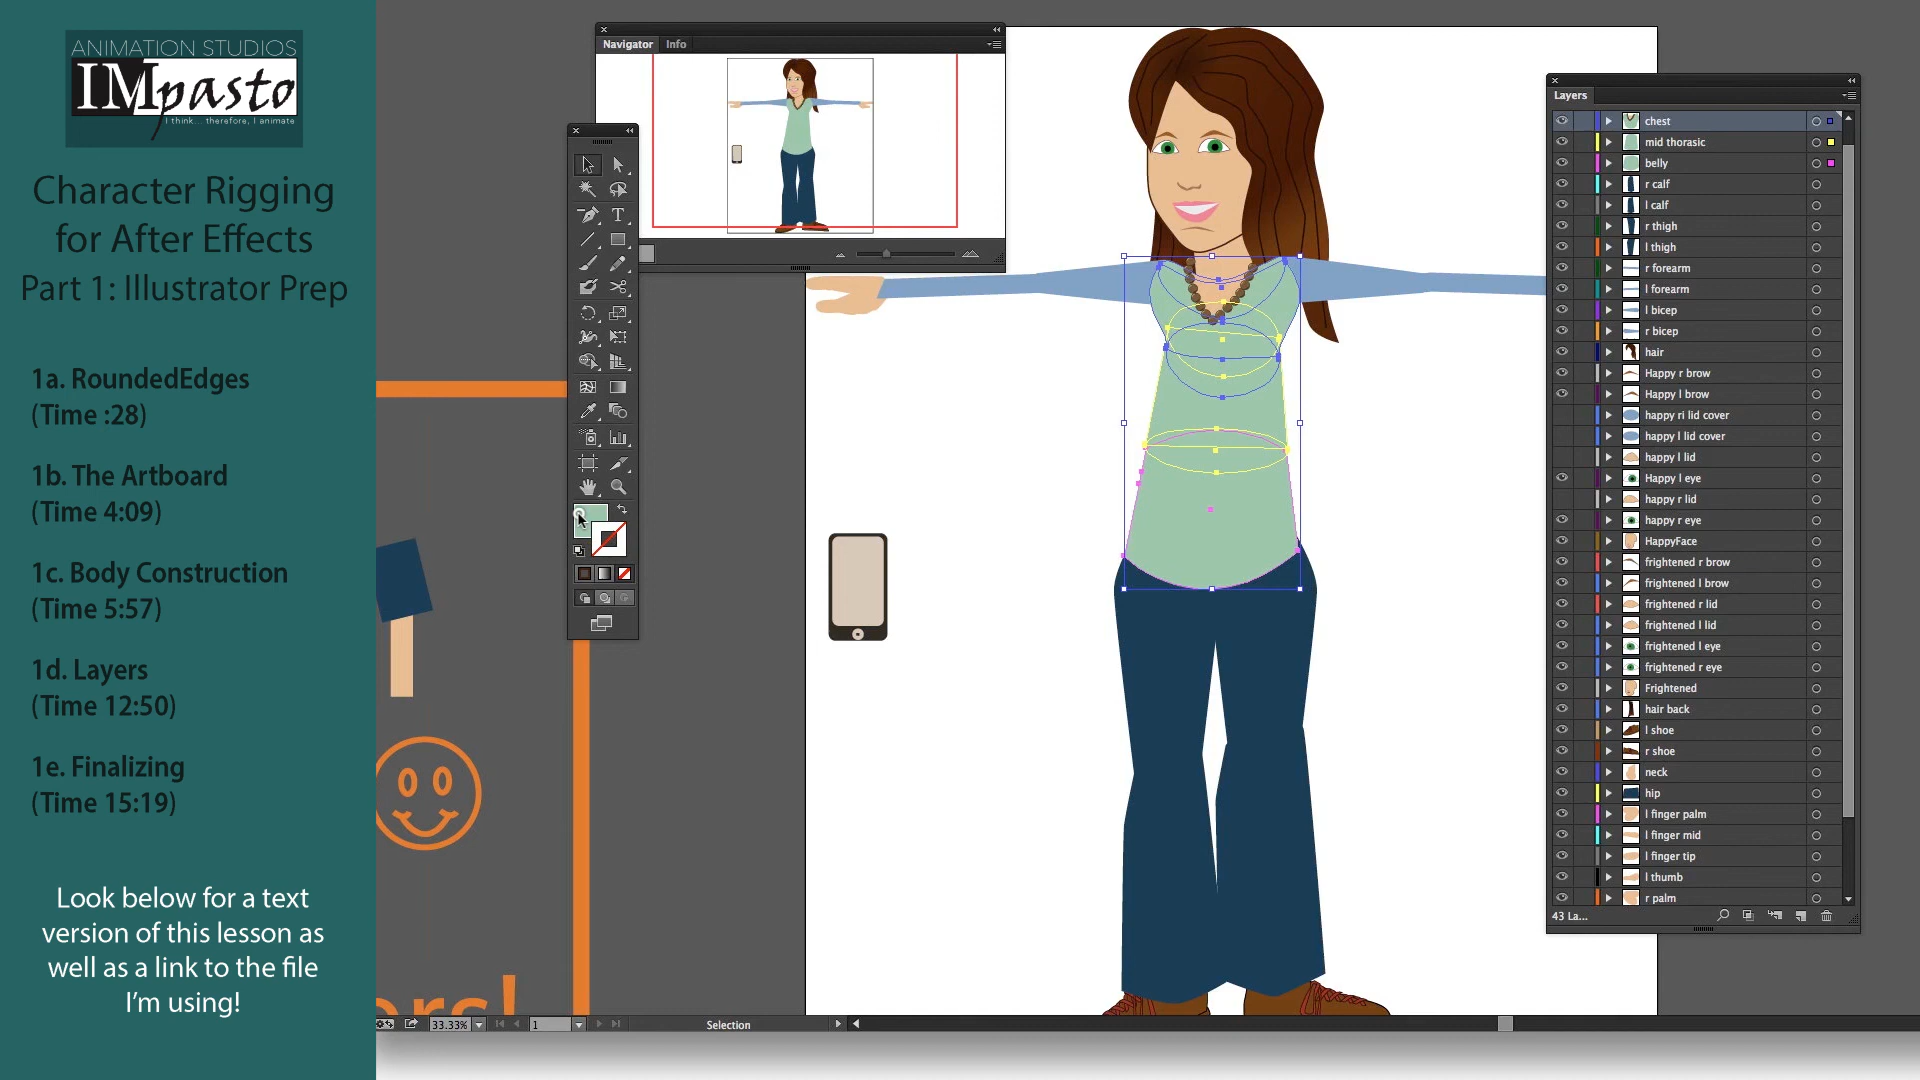 ANIMATION STUDIOS
IMpasto
I think... therefore, I animate
Character Rigging
for After Effects
Part 1: Illustrator Prep
1a. RoundedEdges
(Time :28)
1b. The Artboard
(Time 4:09)
1c. Body Construction
(Time 5:57)
1d. Layers
(Time 12:50)
1e. Finalizing
(Time 15:19)
Look below for a text
version of this lesson as
well as a link to the file
I'm using!
ers!
Navigator Info
33.33%
1
Selection
Layers
chest
mid thorasic
belly
r calf
l calf
r thigh
l thigh
r forearm
l forearm
l bicep
r bicep
hair
Happy r brow
Happy l brow
happy ri lid cover
happy l lid cover
happy l lid
Happy l eye
happy r lid
happy r eye
HappyFace
frightened r brow
frightened l brow
frightened r lid
frightened l lid
frightened l eye
frightened r eye
Frightened
hair back
l shoe
r shoe
neck
hip
l finger palm
l finger mid
l finger tip
l thumb
r palm
43 La...